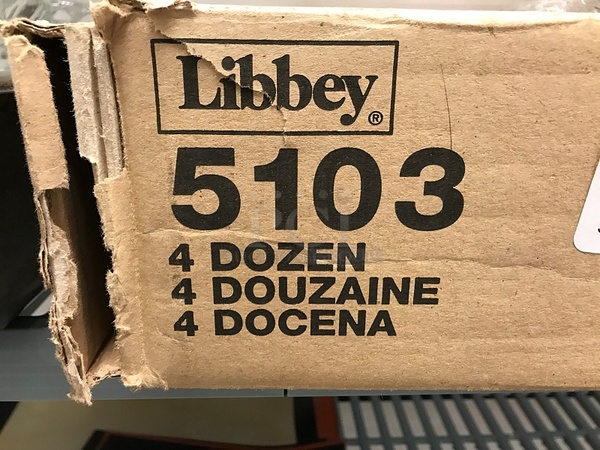 Libbey®
5103
4 DOZEN
4 DOUZAINE
4 DOCENA